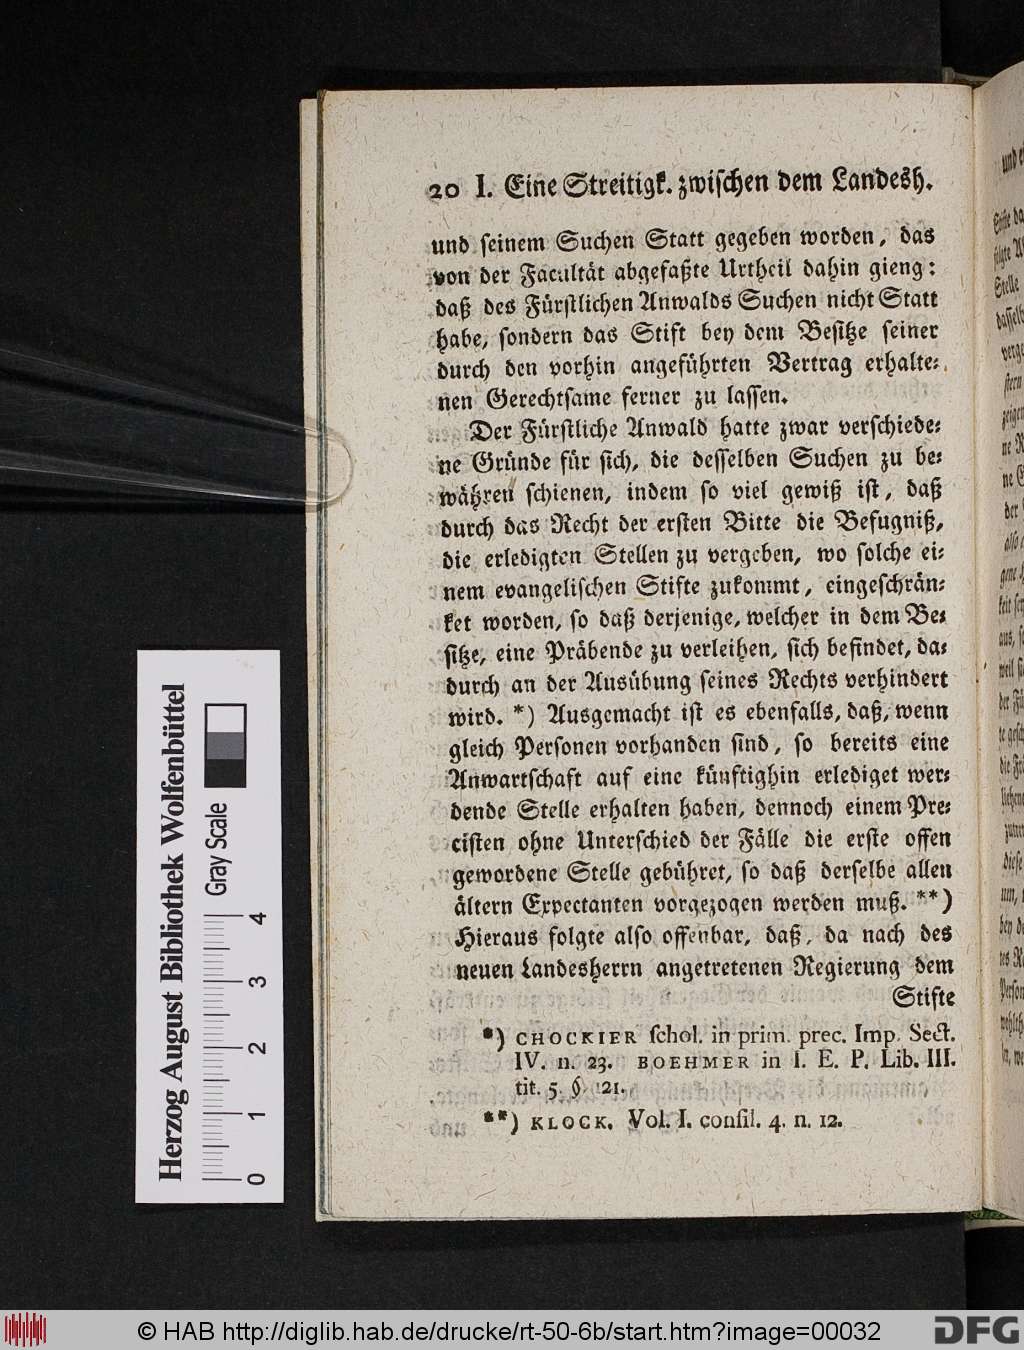 20 I. Eine Streitigk. zwischen dem Landesh.
und seinem Suchen Statt gegeben worden, das
von der Facultät abgefaßte Urtheil dahin gieng:
daß des Fürstlichen Anwalds Suchen nicht Statt
habe, sondern das Stift bey dem Besitze seiner
durch den vorhin angeführten Vertrag erhalte-
nen Gerechtsame ferner zu lassen.
Der Fürstliche Anwald hatte zwar verschiede-
ne Gründe für sich, die desselben Suchen zu be-
währen schienen, indem so viel gewiß ist, daß
durch das Recht der ersten Bitte die Befugniß,
die erledigten Stellen zu vergeben, wo solche ei-
nem evangelischen Stifte zukommt, eingeschrän-
ket worden, so daß derjenige, welcher in dem Be-
sitze, eine Präbende zu verleihen, sich befindet, da-
durch an der Ausübung seines Rechts verhindert
wird. *) Ausgemacht ist es ebenfalls, daß, wenn
gleich Personen vorhanden sind, so bereits eine
Anwartschaft auf eine künftighin erlediget wer-
dende Stelle erhalten haben, dennoch einem Pre-
cisten ohne Unterschied der Fälle die erste offen
gewordene Stelle gebühret, so daß derselbe allen
ältern Expectanten vorgezogen werden muß. **)
Hieraus folgte also offenbar, daß, da nach des
neuen Landesherrn angetretenen Regierung dem
Stifte
*) CHOCKIER schol. in prim. prec. Imp. Sect.
IV. n. 23. BOEHMER in I. E. P. Lib. III.
tit. 5. § 121.
**) KLOCK. Vol. I. consil. 4. n. 12.
Herzog August Bibliothek Wolfenbüttel
Gray Scale
0 1 2 3 4
© HAB http://diglib.hab.de/drucke/rt-50-6b/start.htm?image=00032
DFG